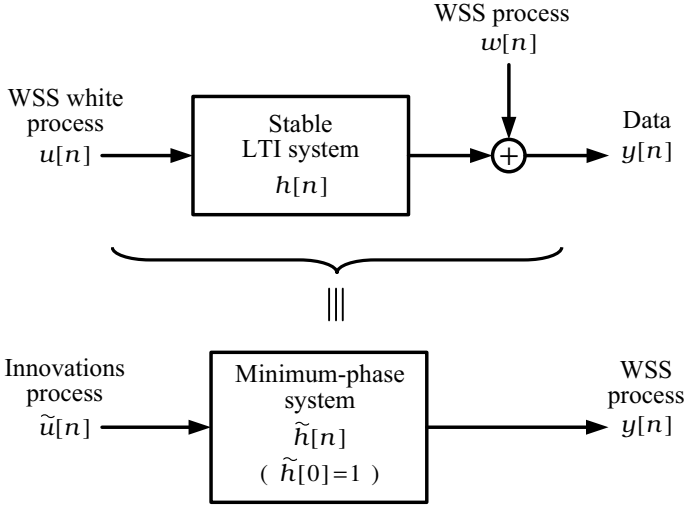 WSS process
w[n]
WSS white
process
u[n]
Stable
LTI system
h[n]
+
Data
y[n]
Innovations
process
ũ[n]
Minimum-phase
system
h̃[n]
( h̃[0]=1 )
WSS
process
y[n]